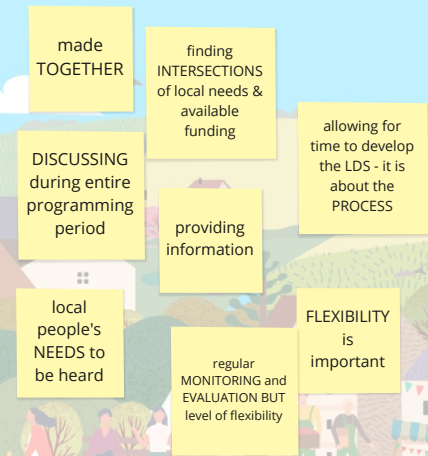 made
TOGETHER
finding
INTERSECTIONS
of local needs &
available
funding
allowing for
time to develop
the LDS - it is
about the
PROCESS
DISCUSSING
during entire
programming
period
providing
information
local
people's
NEEDS to
be heard
FLEXIBILITY
is
important
regular
MONITORING and
EVALUATION BUT
level of flexibility